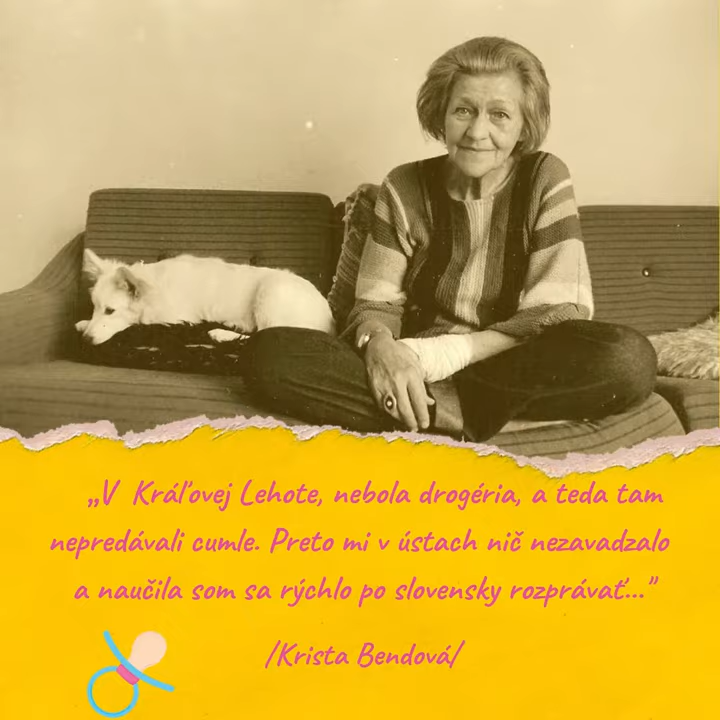 „V Kráľovej Lehote, nebola drogéria, a teda tam
nepredávali cumle. Preto mi v ústach nič nezavadzalo
a naučila som sa rýchlo po slovensky rozprávať..."
/Krista Bendová/